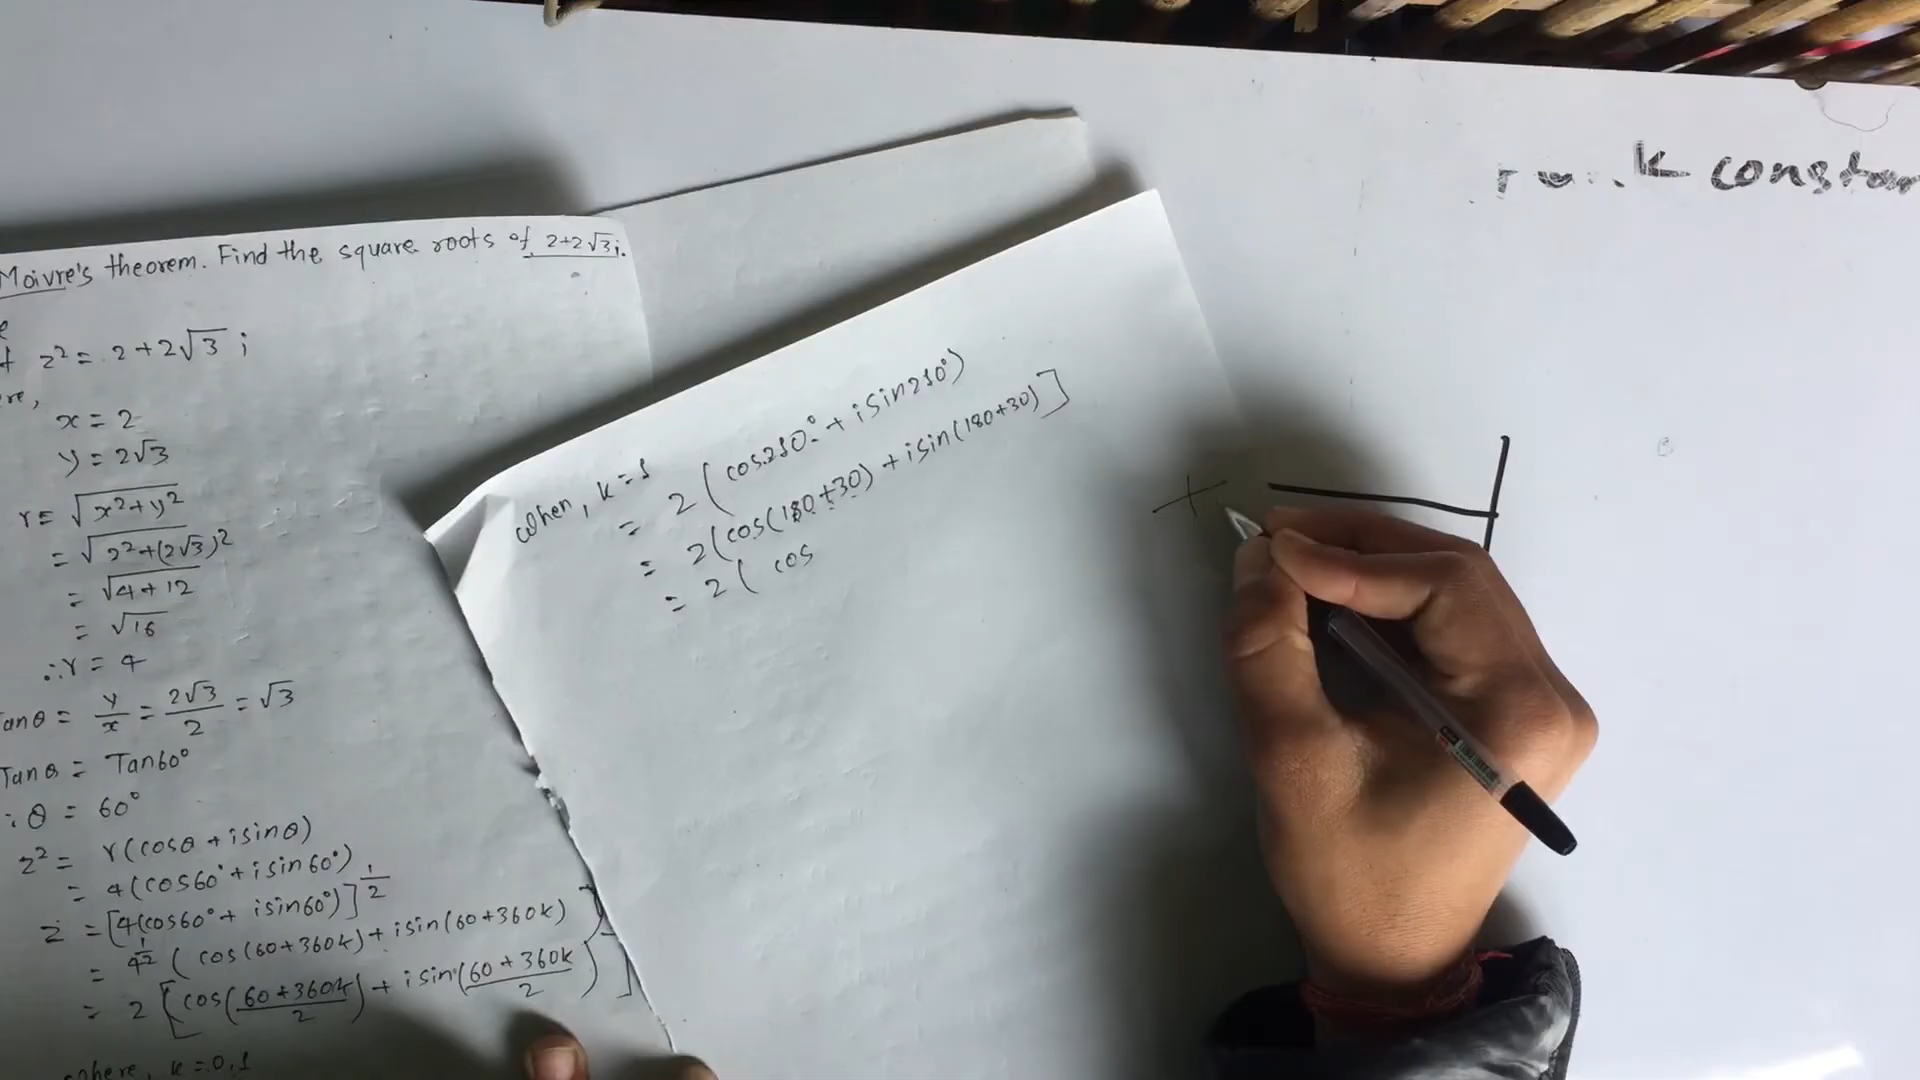 Moivre's theorem. Find the square roots of 2+2√3i.
z² = 2+2√3 i
x = 2
y = 2√3
r = √x²+y²
= √2²+(2√3)²
= √4+12
= √16
∴ r = 4
Tanθ = y/x = 2√3/2 = √3
Tanθ = Tan60°
∴ θ = 60°
z² = r(cosθ + isinθ)
= 4(cos60° + isin60°)
z = [4(cos60° + isin60°)]^1/2
= 4^1/2 ( cos(60+360k) + isin(60+360k)
= 2 [cos(60+360k/2) + isin(60+360k/2)]
where, k=0,1
when, k=1
= 2 ( cos210° + isin210°)
= 2(cos(180+30) + isin(180+30)]
= 2 ( cos
k constan